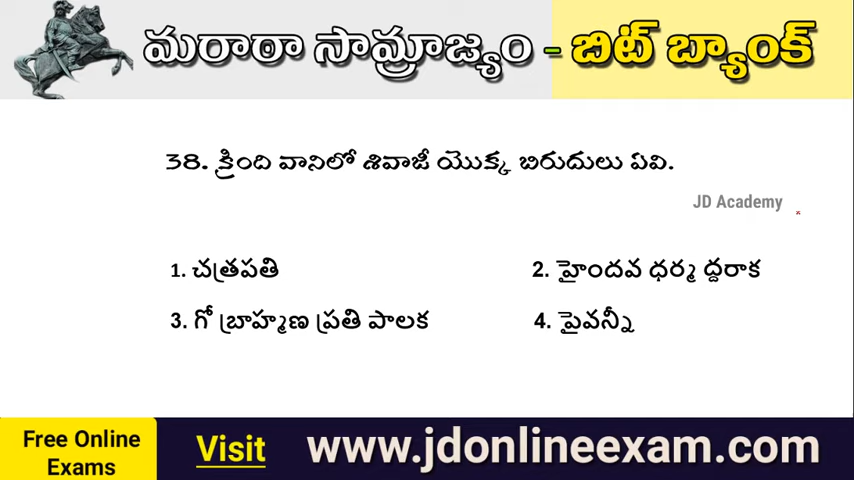 మరాఠా సామ్రాజ్యం - బిట్ బ్యాంక్
38. క్రింది వానిలో శివాజీ యొక్క బిరుదులు ఏవి.
JD Academy
1. చత్రపతి
2. హైందవ ధర్మ ద్దరాక
3. గో బ్రాహ్మణ ప్రతి పాలక
4. పైవన్నీ
Free Online
Exams
Visit www.jdonlineexam.com